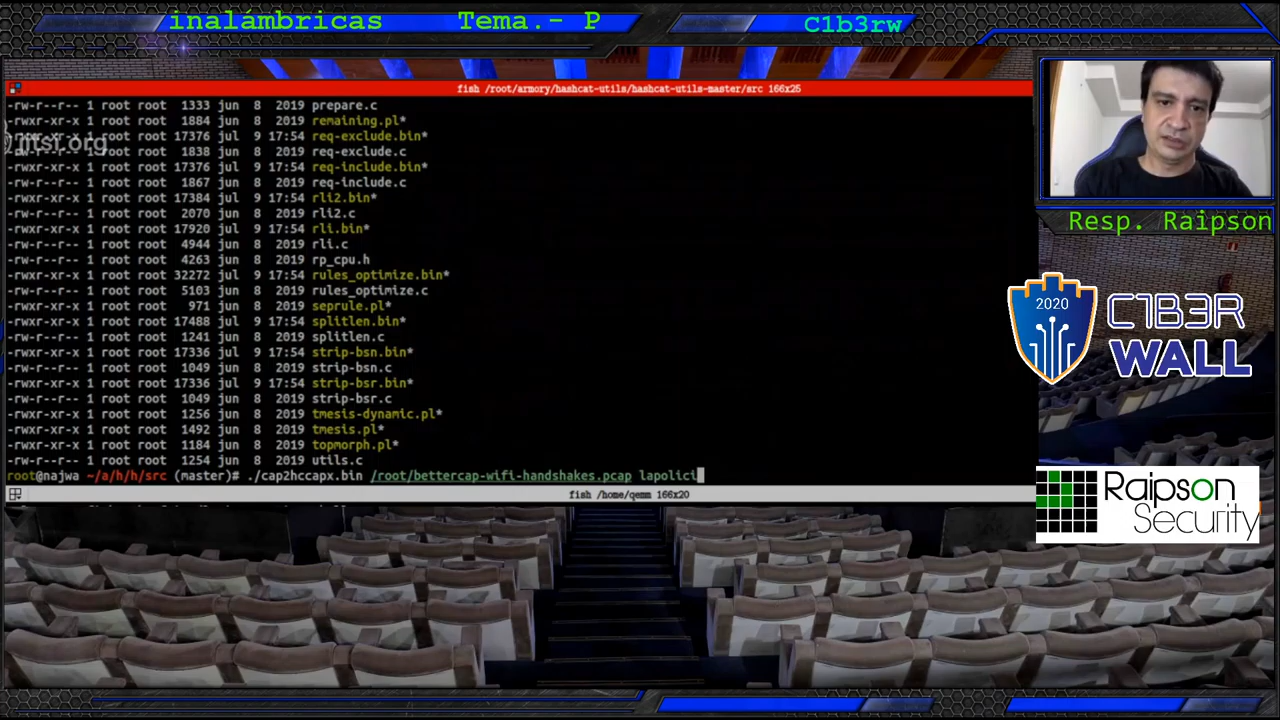 inalámbricas Tema.- P
C1b3rw
fish /root/armory/hashcat-utils/hashcat-utils-master/src 166x25
-rw-r--r-- 1 root root 1333 jun 8 2019 prepare.c
-rwxr-xr-x 1 root root 1884 jun 8 2019 remaining.pl*
-rwxr-xr-x 1 root root 17376 jul 9 17:54 req-exclude.bin*
jitsi.org
-rw-r--r-- 1 root root 1838 jun 8 2019 req-exclude.c
-rwxr-xr-x 1 root root 17376 jul 9 17:54 req-include.bin*
-rw-r--r-- 1 root root 1867 jun 8 2019 req-include.c
-rwxr-xr-x 1 root root 17384 jul 9 17:54 rli2.bin*
-rw-r--r-- 1 root root 2070 jun 8 2019 rli2.c
-rwxr-xr-x 1 root root 17920 jul 9 17:54 rli.bin*
-rw-r--r-- 1 root root 4944 jun 8 2019 rli.c
-rw-r--r-- 1 root root 4263 jun 8 2019 rp_cpu.h
-rwxr-xr-x 1 root root 32272 jul 9 17:54 rules_optimize.bin*
-rw-r--r-- 1 root root 5103 jun 8 2019 rules_optimize.c
-rwxr-xr-x 1 root root 971 jun 8 2019 seprule.pl*
-rwxr-xr-x 1 root root 17488 jul 9 17:54 splitlen.bin*
-rw-r--r-- 1 root root 1241 jun 8 2019 splitlen.c
-rwxr-xr-x 1 root root 17336 jul 9 17:54 strip-bsn.bin*
-rw-r--r-- 1 root root 1049 jun 8 2019 strip-bsn.c
-rwxr-xr-x 1 root root 17336 jul 9 17:54 strip-bsr.bin*
-rw-r--r-- 1 root root 1049 jun 8 2019 strip-bsr.c
-rwxr-xr-x 1 root root 1256 jun 8 2019 tmesis-dynamic.pl*
-rwxr-xr-x 1 root root 1492 jun 8 2019 tmesis.pl*
-rwxr-xr-x 1 root root 1184 jun 8 2019 topmorph.pl*
-rw-r--r-- 1 root root 1254 jun 8 2019 utils.c
root@najwa ~/a/h/h/src (master)# ./cap2hccapx.bin /root/bettercap-wifi-handshakes.pcap lapolici
fish /home/qemm 166x20
Resp. Raipson
2020
C1B3R
WALL
Raipson
Security